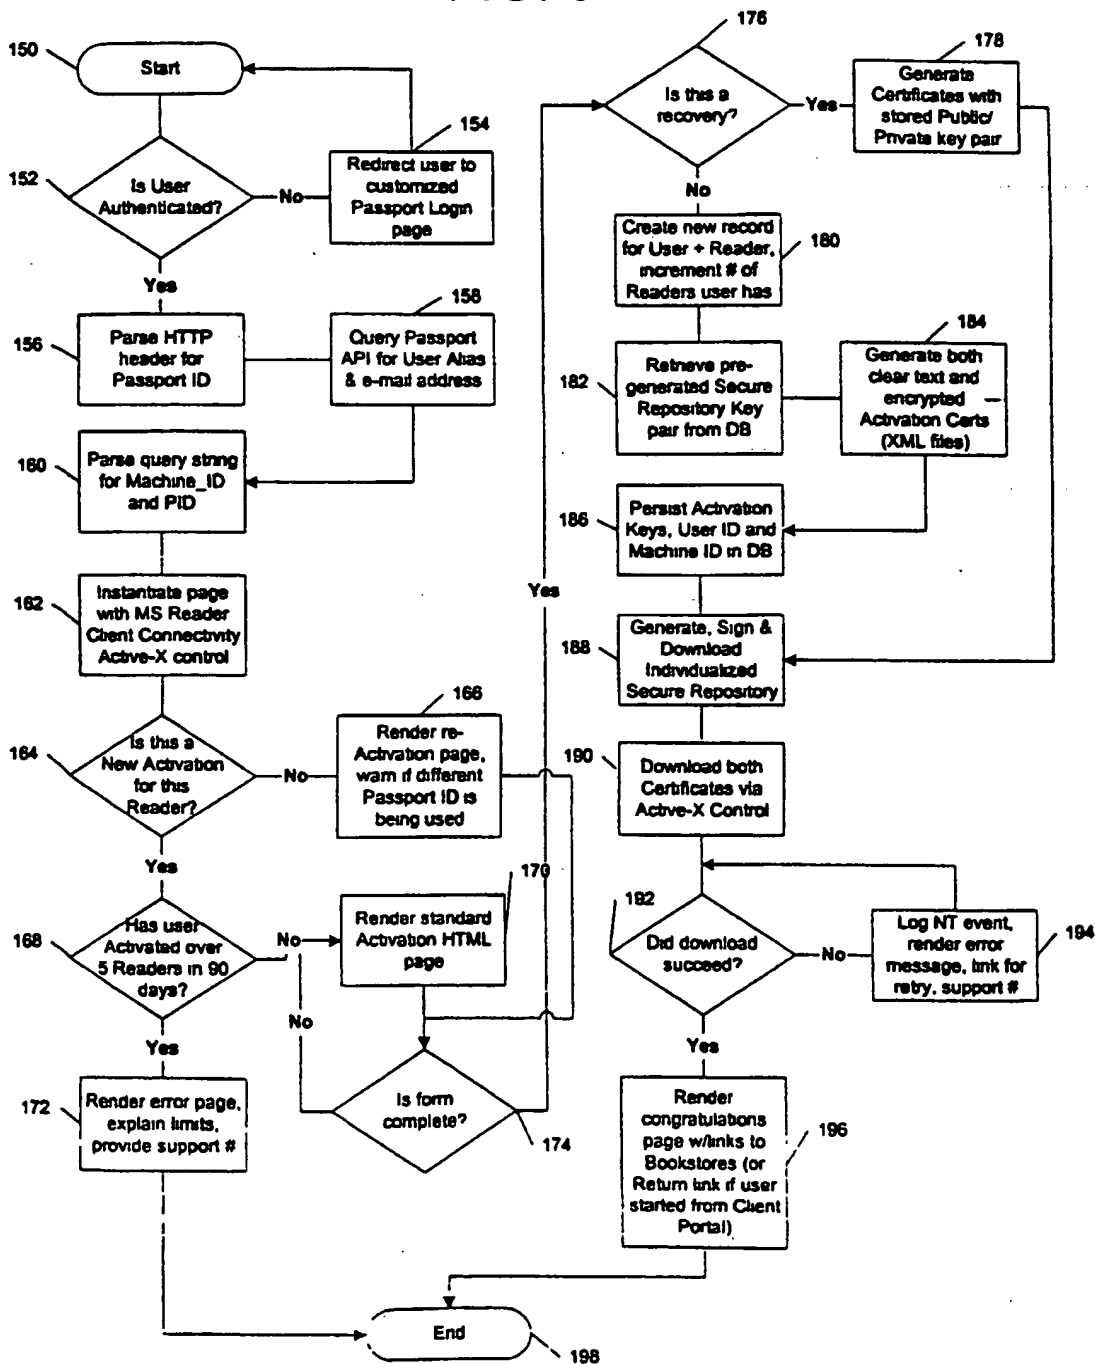 150
Start
152
Is User
Authenticated?
No
154
Redirect user to
customized
Passport Login
page
Yes
156
Parse HTTP
header for
Passport ID
158
Query Passport
API for User Alias
& e-mail address
160
Parse query string
for Machine_ID
and PID
162
Instantiate page
with MS Reader
Client Connectivity
Active-X control
164
Is this a
New Activation
for this
Reader?
No
166
Render re-
Activation page,
warn if different
Passport ID is
being used
Yes
168
Has user
Activated over
5 Readers in 90
days?
No
170
Render standard
Activation HTML
page
No
Yes
172
Render error page,
explain limits,
provide support #
Is form
complete?
174
Yes
176
Is this a
recovery?
Yes
178
Generate
Certificates with
stored Public/
Private key pair
No
Create new record
for User + Reader,
increment # of
Readers user has
180
182
Retrieve pre-
generated Secure
Repository Key
pair from DB
184
Generate both
clear text and
encrypted
Activation Certs
(XML files)
186
Persist Activation
Keys, User ID and
Machine ID in DB
188
Generate, Sign &
Download
Individualized
Secure Repository
190
Download both
Certificates via
Active-X Control
192
Did download
succeed?
No
Log NT event,
render error
message, link for
retry, support #
194
Yes
Render
congratulations
page w/links to
Bookstores (or
Return link if user
started from Client
Portal)
196
End
198